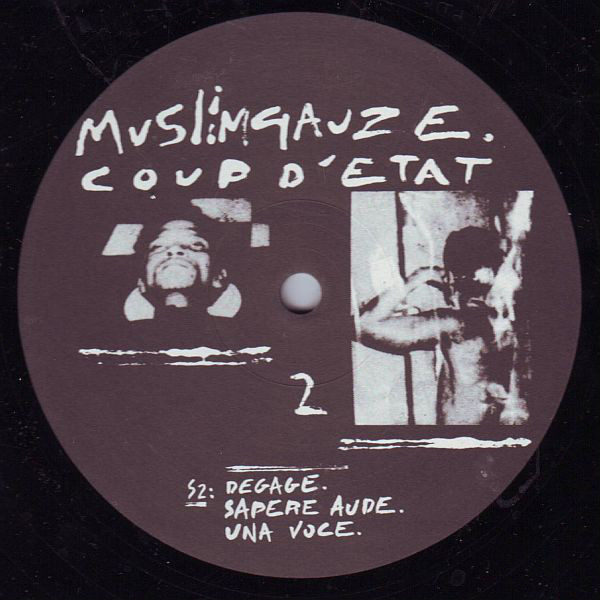 MUSLIMGAUZE.
COUP D'ETAT
2
S2: DEGAGE.
SAPERE AUDE.
UNA VOCE.